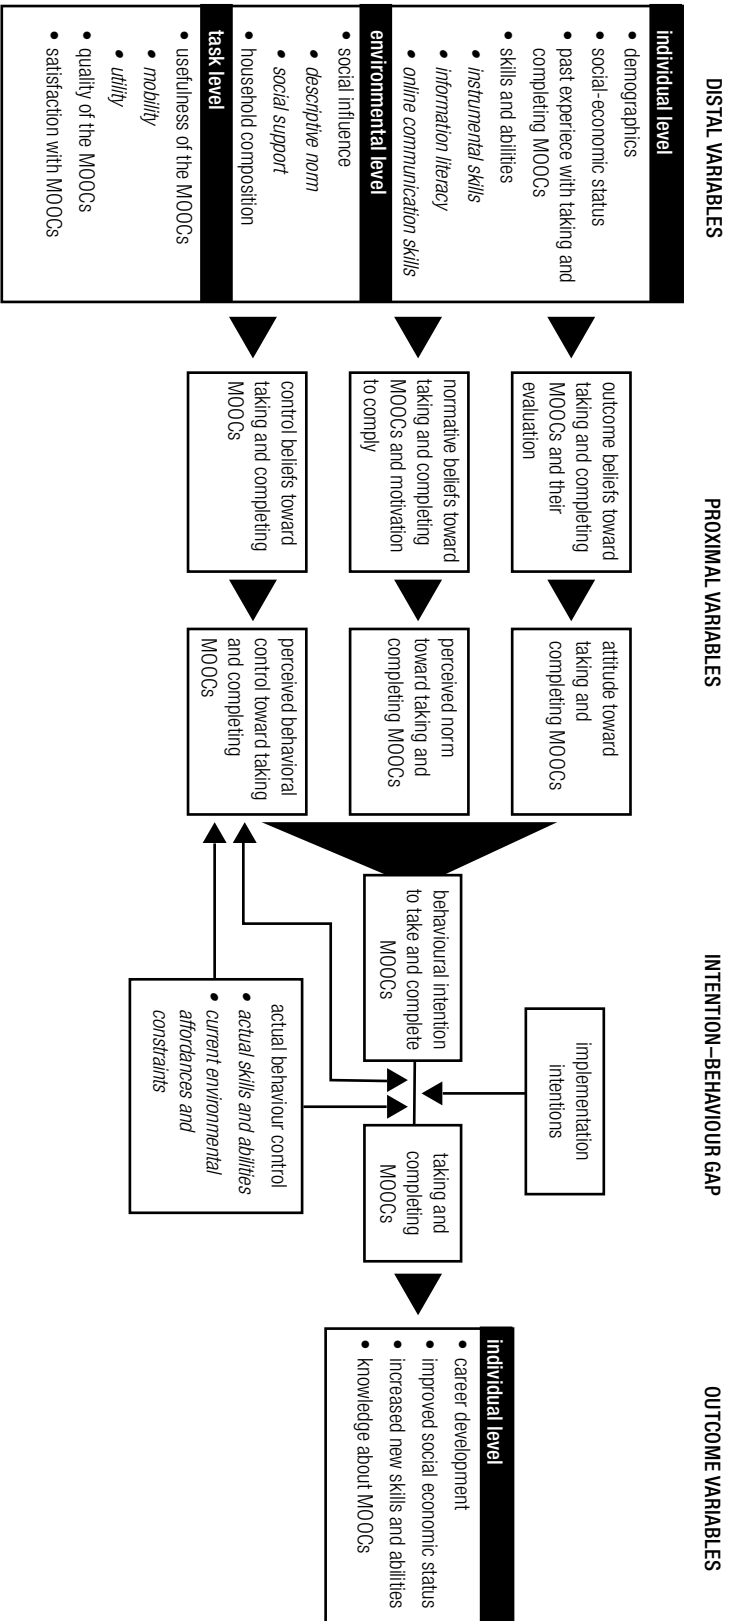 DISTAL VARIABLES
individual level
• demographics
• social-economic status
• past experiece with taking and
completing MOOCs
• skills and abilities
• instrumental skills
• information literacy
• online communication skills
environmental level
• social influence
• descriptive norm
• social support
• household composition
task level
• usefulness of the MOOCs
• mobility
• utility
• quality of the MOOCs
• satisfaction with MOOCs
PROXIMAL VARIABLES
outcome beliefs toward
taking and completing
MOOCs and their
evaluation
normative beliefs toward
taking and completing
MOOCs and motivation
to comply
control beliefs toward
taking and completing
MOOCs
attitude toward
taking and
completing MOOCs
perceived norm
toward taking and
completing MOOCs
perceived behavioral
control toward taking
and completing
MOOCs
INTENTION–BEHAVIOUR GAP
behavioural intention
to take and complete
MOOCs
implementation
intentions
actual behaviour control
• actual skills and abilities
• current environmental
affordances and
constraints
taking and
completing
MOOCs
OUTCOME VARIABLES
individual level
• career development
• improved social economic status
• increased new skills and abilities
• knowledge about MOOCs